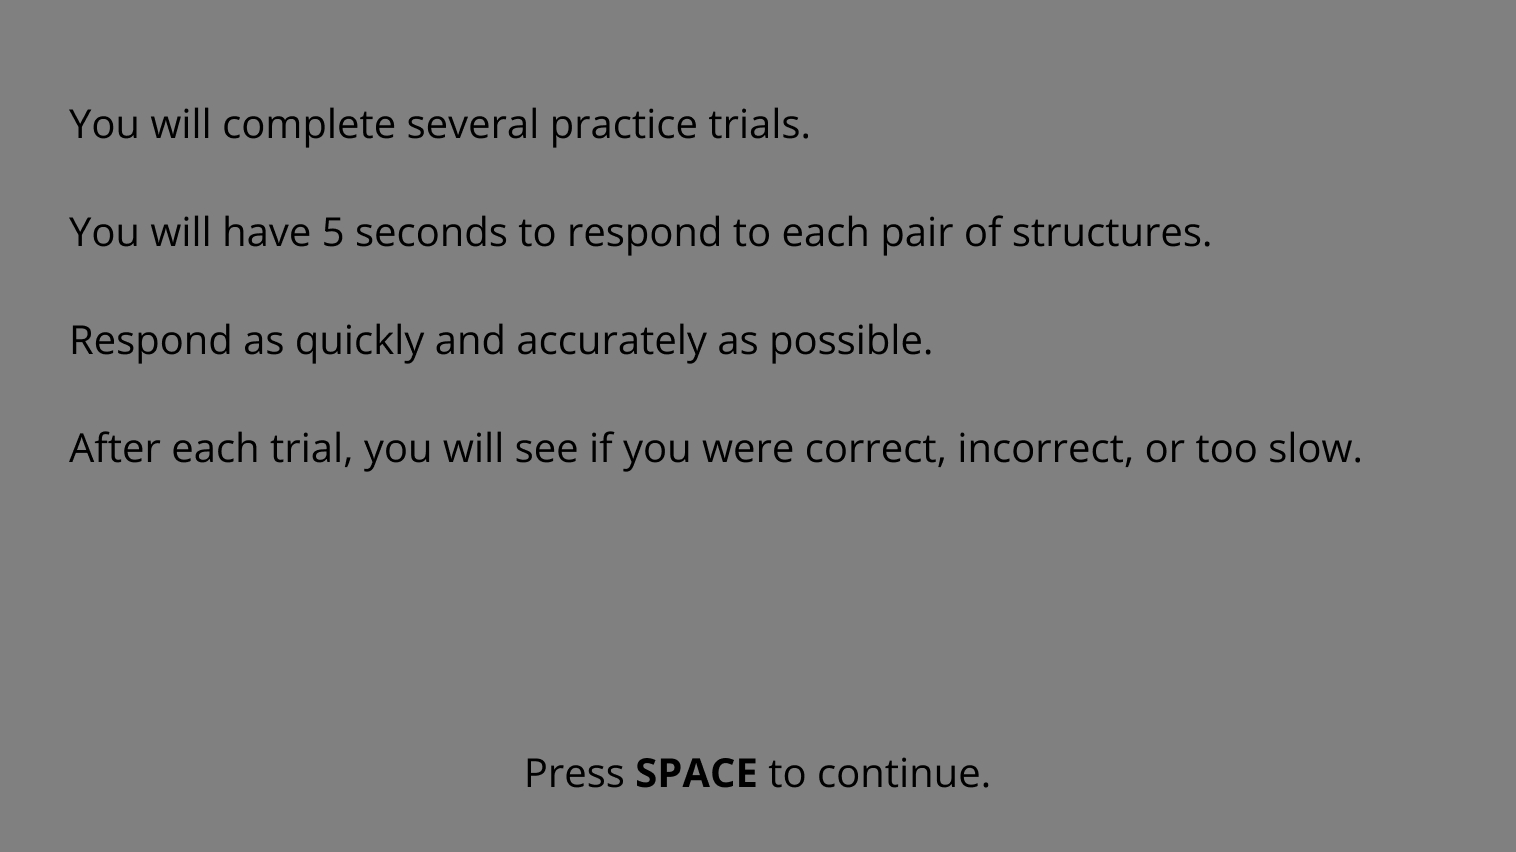 You will complete several practice trials.
You will have 5 seconds to respond to each pair of structures.
Respond as quickly and accurately as possible.
After each trial, you will see if you were correct, incorrect, or too slow.
Press SPACE to continue.